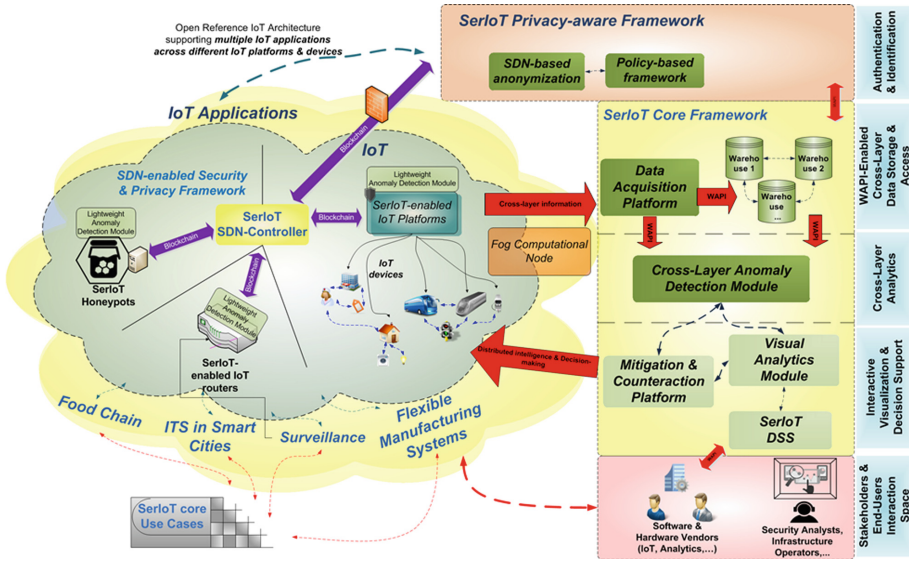 Open Reference IoT Architecture
supporting multiple IoT applications
across different IoT platforms & devices
SerIoT Privacy-aware Framework
SDN-based
anonymization
Policy-based
framework
Authentication
& Identification
IoT Applications
Blockchain
IoT
SDN-enabled Security
& Privacy Framework
Lightweight
Anomaly Detection Module
SerIoT-enabled
IoT Platforms
SerIoT
SDN-Controller
Blockchain
Lightweight
Anomaly
Detection Module
Blockchain
SerIoT
Honeypots
Blockchain
Lightweight
Anomaly
Detection Module
SerIoT-
enabled IoT
routers
IoT
devices
Cross-layer information
Fog Computational
Node
Distributed intelligence & Decision-
making
SerIoT Core Framework
Data
Acquisition
Platform
WAPI
Wareho
use 1
Wareho
use 2
Wareho
use
...
WAPI
WAPI
WAPI-Enabled
Cross-Layer
Data Storage &
Access
Cross-Layer Anomaly
Detection Module
Cross-Layer
Analytics
Mitigation &
Counteraction
Platform
Visual
Analytics
Module
SerIoT
DSS
Interactive
Visualization &
Decision Support
Food Chain
ITS in Smart
Cities
Surveillance
Flexible
Manufacturing
Systems
SerIoT core
Use Cases
Software &
Hardware Vendors
(IoT, Analytics,...)
Security Analysts,
Infrastructure
Operators,...
Stakeholders &
End-Users
Interaction
Space